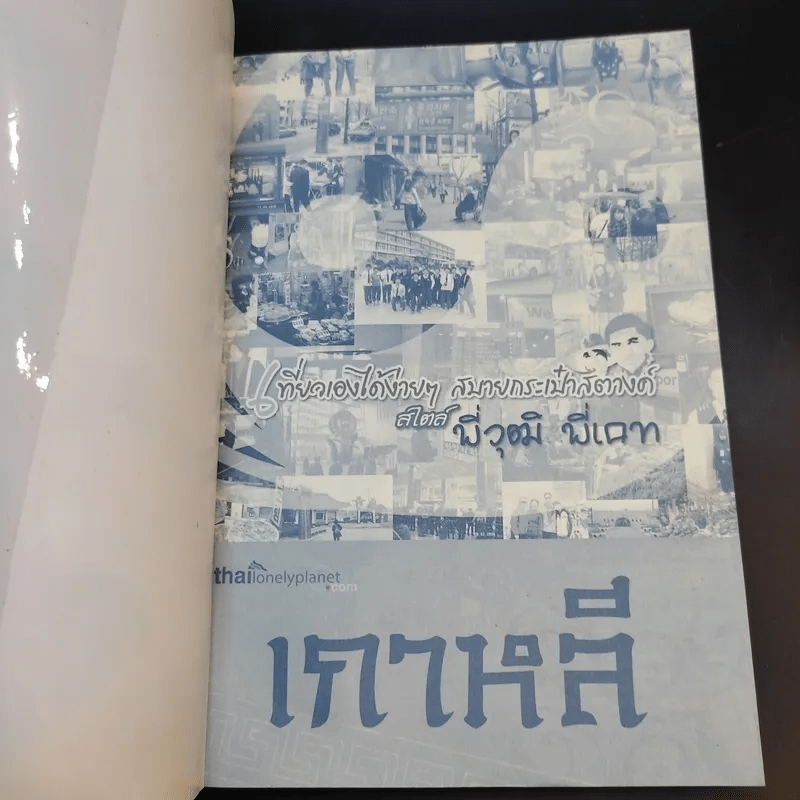 เที่ยวเองได้ง่ายๆ สบายกระเป๋าสตางค์
สไตล์ พี่วุฒิ พี่เคท
thailonelyplanet
.com
เกาหลี